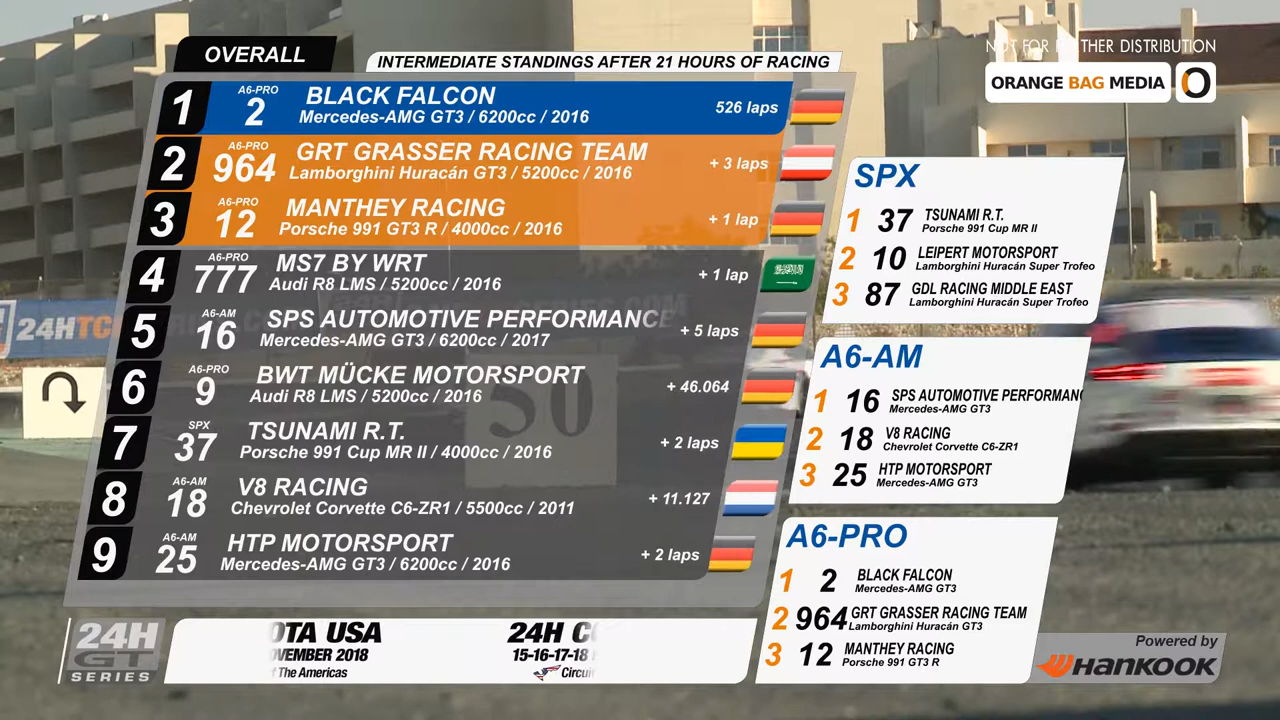 OVERALL
INTERMEDIATE STANDINGS AFTER 21 HOURS OF RACING
1 A6-PRO 2 BLACK FALCON 526 laps
Mercedes-AMG GT3 / 6200cc / 2016
2 A6-PRO 964 GRT GRASSER RACING TEAM + 3 laps
Lamborghini Huracán GT3 / 5200cc / 2016
3 A6-PRO 12 MANTHEY RACING + 1 lap
Porsche 991 GT3 R / 4000cc / 2016
4 A6-PRO 777 MS7 BY WRT + 1 lap
Audi R8 LMS / 5200cc / 2016
5 A6-AM 16 SPS AUTOMOTIVE PERFORMANCE + 5 laps
Mercedes-AMG GT3 / 6200cc / 2017
6 A6-PRO 9 BWT MÜCKE MOTORSPORT + 46.064
Audi R8 LMS / 5200cc / 2016
7 SPX 37 TSUNAMI R.T. + 2 laps
Porsche 991 Cup MR II / 4000cc / 2016
8 A6-AM 18 V8 RACING + 11.127
Chevrolet Corvette C6-ZR1 / 5500cc / 2011
9 A6-AM 25 HTP MOTORSPORT + 2 laps
Mercedes-AMG GT3 / 6200cc / 2016
NOT FOR FURTHER DISTRIBUTION
ORANGE BAG MEDIA
SPX
1 37 TSUNAMI R.T.
Porsche 991 Cup MR II
2 10 LEIPERT MOTORSPORT
Lamborghini Huracán Super Trofeo
3 87 GDL RACING MIDDLE EAST
Lamborghini Huracán Super Trofeo
A6-AM
1 16 SPS AUTOMOTIVE PERFORMAN
Mercedes-AMG GT3
2 18 V8 RACING
Chevrolet Corvette C6-ZR1
3 25 HTP MOTORSPORT
Mercedes-AMG GT3
A6-PRO
1 2 BLACK FALCON
Mercedes-AMG GT3
2 964 GRT GRASSER RACING TEAM
Lamborghini Huracán GT3
3 12 MANTHEY RACING
Porsche 991 GT3 R
24HTC
50
24H
GT
SERIES
OTA USA
VEMBER 2018
f The Americas
24H C
15-16-17-18
Circui
Powered by
HANKOOK